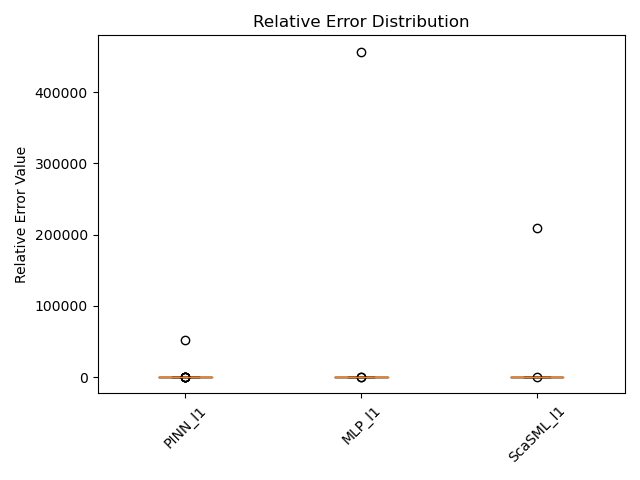 Relative Error Distribution
Relative Error Value
400000
300000
200000
100000
0
PINN_l1
MLP_l1
ScaSML_l1